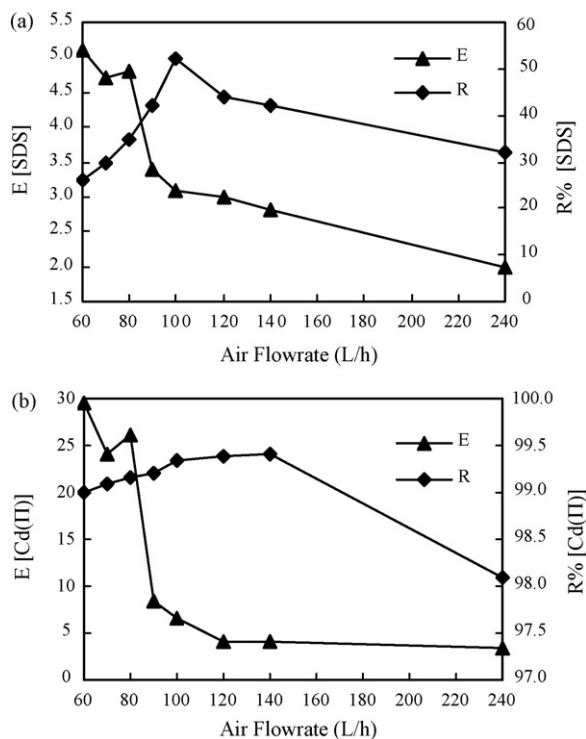 (a)
5.5
5.0
4.5
4.0
3.5
3.0
2.5
2.0
1.5
E [SDS]
60
50
40
30
20
10
0
R% [SDS]
E
R
60 80 100 120 140 160 180 200 220 240
Air Flowrate (L/h)
(b)
30
25
20
15
10
5
0
E [Cd(Π)]
100.0
99.5
99.0
98.5
98.0
97.5
97.0
R% [Cd(Π)]
E
R
60 80 100 120 140 160 180 200 220 240
Air Flowrate (L/h)